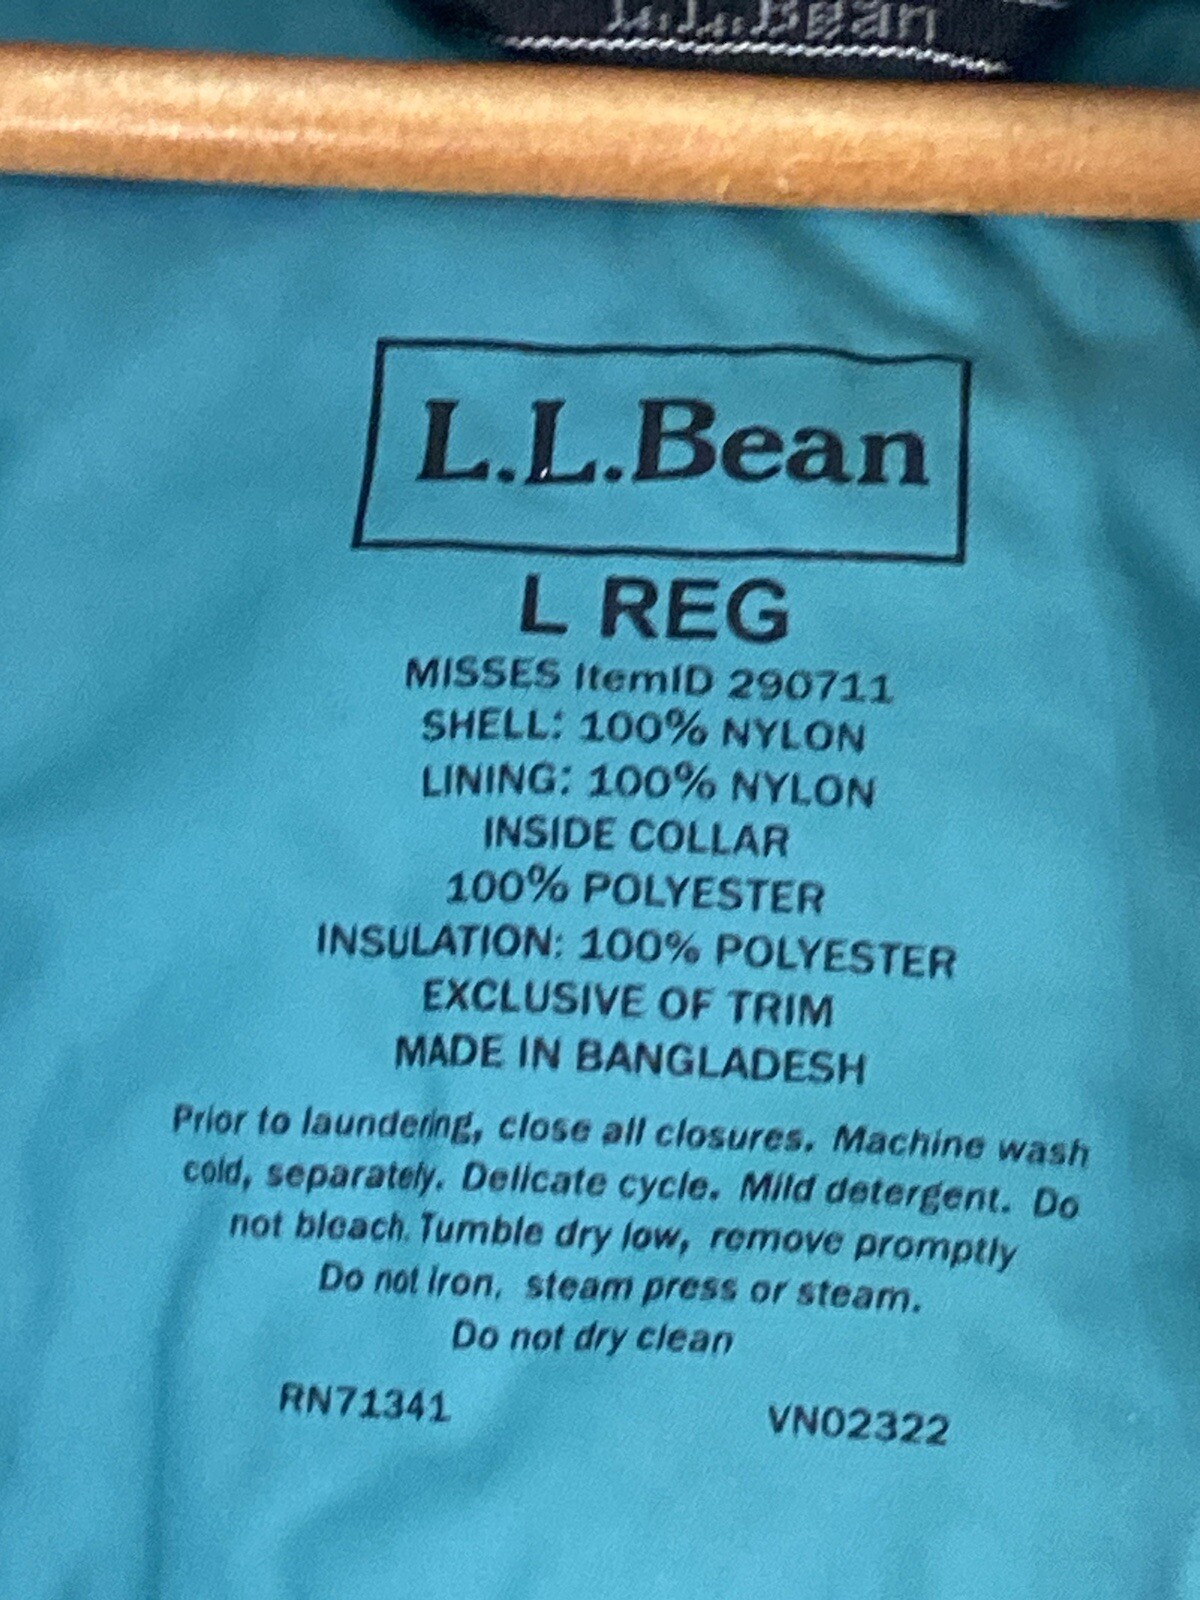 L.L.Bean
L.L.Bean
L REG
MISSES ItemID 290711
SHELL: 100% NYLON
LINING: 100% NYLON
INSIDE COLLAR
100% POLYESTER
INSULATION: 100% POLYESTER
EXCLUSIVE OF TRIM
MADE IN BANGLADESH
Prior to laundering, close all closures. Machine wash
cold, separately. Delicate cycle. Mild detergent. Do
not bleach. Tumble dry low, remove promptly
Do not iron, steam press or steam.
Do not dry clean
RN71341 VN02322